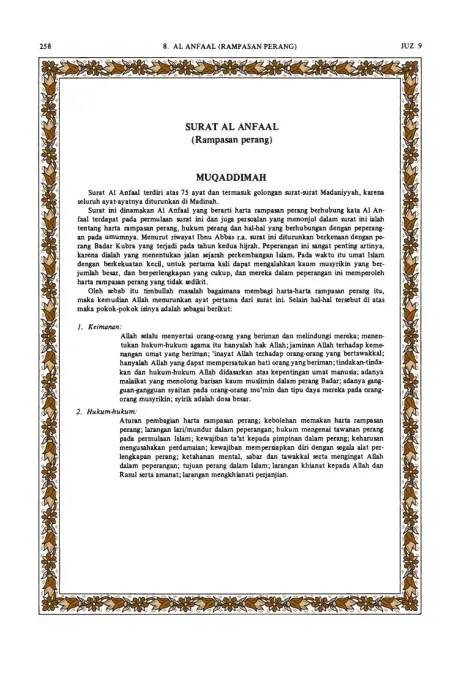 258
8. AL ANFAAL (RAMPASAN PERANG)
JUZ 9
SURAT AL ANFAAL
(Rampasan perang)
MUQADDIMAH
Surat Al Anfaal terdiri atas 75 ayat dan termasuk golongan surat-surat Madaniyyah, karena
seluruh ayat-ayatnya diturunkan di Madinah.
Surat ini dinamakan Al Anfaal yang berarti harta rampasan perang berhubung kata Al An-
faal terdapat pada permulaan surat ini dan juga persoalan yang menonjol dalam surat ini ialah
tentang harta rampasan perang, hukum perang dan hal-hal yang berhubungan dengan peperang-
an pada umumnya. Menurut riwayat Ibnu Abbas r.a. surat ini diturunkan berkenaan dengan pe-
rang Badar Kubra yang terjadi pada tahun kedua hijrah. Peperangan ini sangat penting artinya,
karena dialah yang menentukan jalan sejarah perkembangan Islam. Pada waktu itu umat Islam
dengan berkekuatan kecil, untuk pertama kali dapat mengalahkan kaum musyrikin yang ber-
jumlah besar, dan berperlengkapan yang cukup, dan mereka dalam peperangan ini memperoleh
harta rampasan perang yang tidak sedikit.
Oleh sebab itu timbullah masalah bagaimana membagi harta-harta rampasan perang itu,
maka kemudian Allah menurunkan ayat pertama dari surat ini. Selain hal-hal tersebut di atas
maka pokok-pokok isinya adalah sebagai berikut:
1. Keimanan:
Allah selalu menyertai orang-orang yang beriman dan melindungi mereka; menen-
tukan hukum-hukum agama itu hanyalah hak Allah; jaminan Allah terhadap keme-
nangan umat yang beriman; 'inayat Allah terhadap orang-orang yang bertawakkal;
hanyalah Allah yang dapat mempersatukan hati orang yang beriman; tindakan-tinda-
kan dan hukum-hukum Allah didasarkan atas kepentingan umat manusia; adanya
malaikat yang menolong barisan kaum muslimin dalam perang Badar; adanya gang-
guan-gangguan syaitan pada orang-orang mu'min dan tipu daya mereka pada orang-
orang musyrikin; syirik adalah dosa besar.
2. Hukum-hukum:
Aturan pembagian harta rampasan perang; kebolehan memakan harta rampasan
perang; larangan lari/mundur dalam peperangan; hukum mengenai tawanan perang
pada permulaan Islam; kewajiban ta'at kepada pimpinan dalam perang; keharusan
mengusahakan perdamaian; kewajiban mempersiapkan diri dengan segala alat per-
lengkapan perang; ketahanan mental, sabar dan tawakkal serta mengingat Allah
dalam peperangan; tujuan perang dalam Islam; larangan khianat kepada Allah dan
Rasul serta amanat; larangan mengkhianati perjanjian.